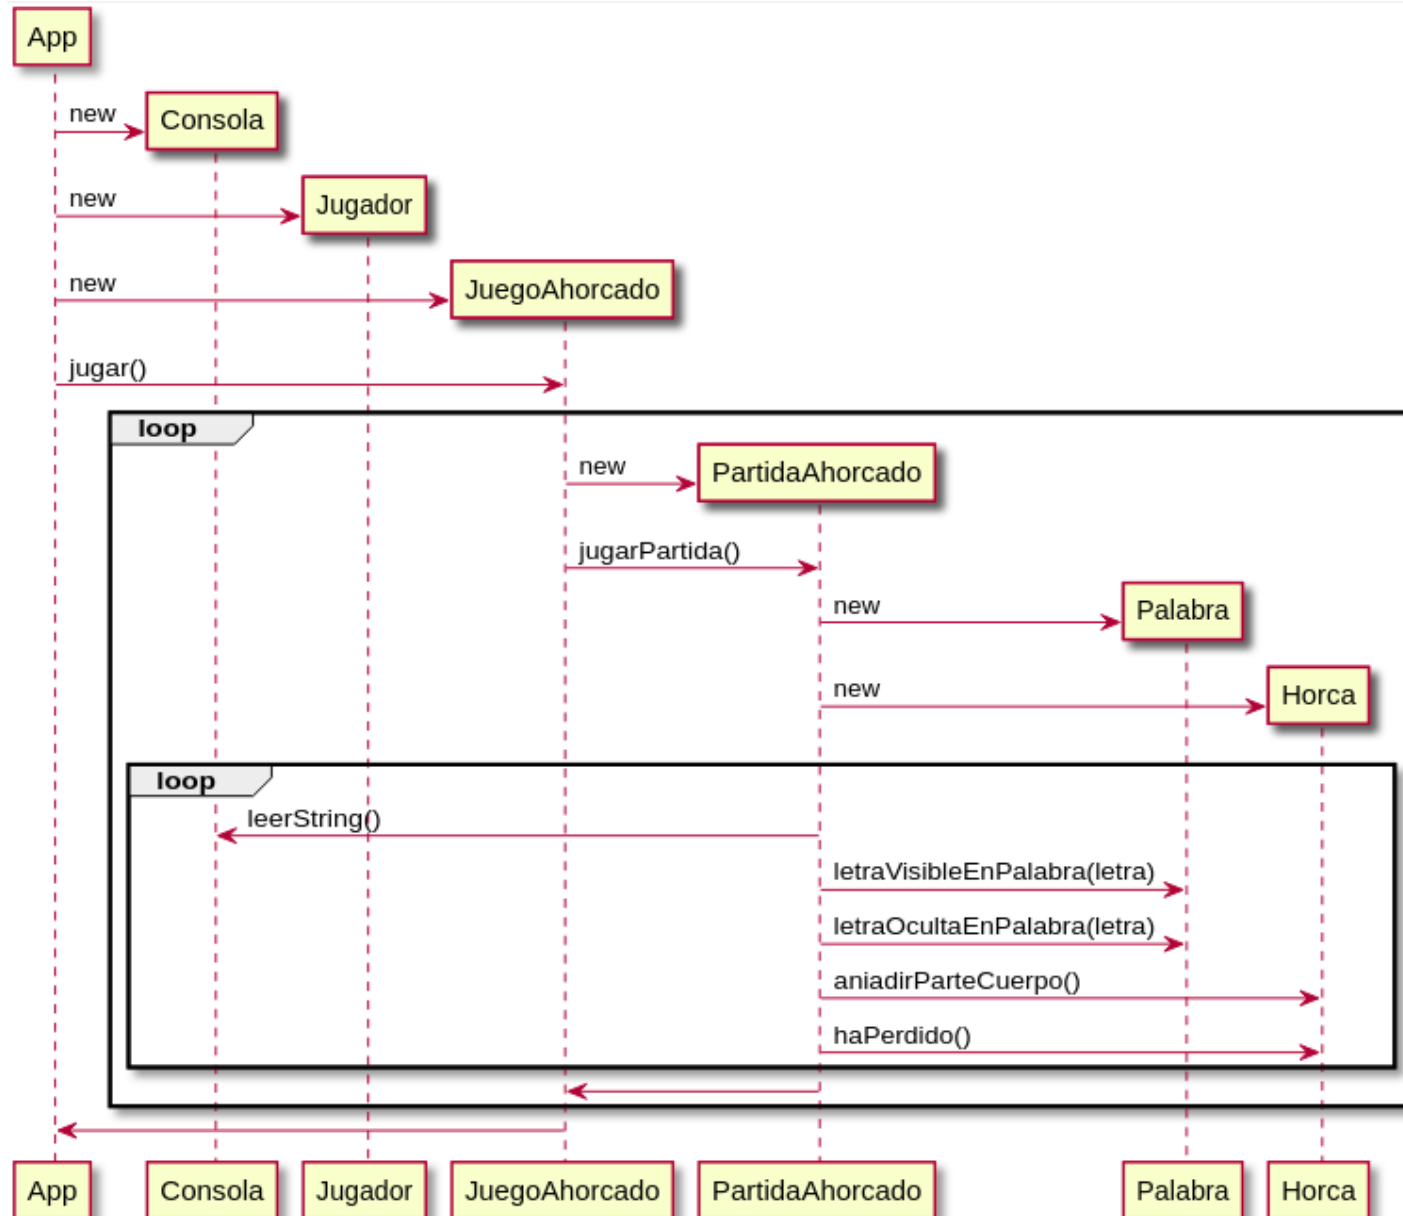 App
new
Consola
new
Jugador
new
JuegoAhorcado
jugar()
loop
new
PartidaAhorcado
jugarPartida()
new
Palabra
new
Horca
loop
leerString()
letraVisibleEnPalabra(letra)
letraOcultaEnPalabra(letra)
aniadirParteCuerpo()
haPerdido()
App
Consola
Jugador
JuegoAhorcado
PartidaAhorcado
Palabra
Horca